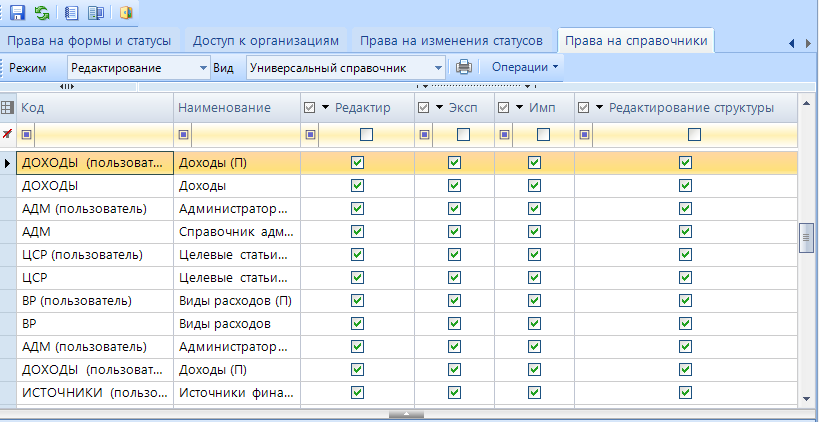 Права на формы и статусы Доступ к организациям Права на изменения статусов Права на справочники
Режим Редактирование Вид Универсальный справочник Операции
Код Наименование Редактир Эксп Имп Редактирование структуры
ДОХОДЫ (пользоват... Доходы (П)
ДОХОДЫ Доходы
АДМ (пользователь) Администратор...
АДМ Справочник адм...
ЦСР (пользователь) Целевые статьи...
ЦСР Целевые статьи...
ВР (пользователь) Виды расходов (П)
ВР Виды расходов
АДМ (пользователь) Администратор...
ДОХОДЫ (пользоват... Доходы (П)
ИСТОЧНИКИ (пользо... Источники фина...